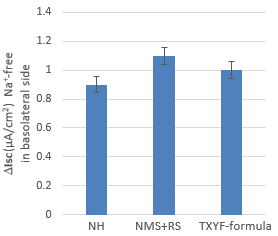 ΔIsc(μA/cm²) Na⁺-free
in basolateral side
1.4
1.2
1
0.8
0.6
0.4
0.2
0
NH NMS+RS TXYF-formula